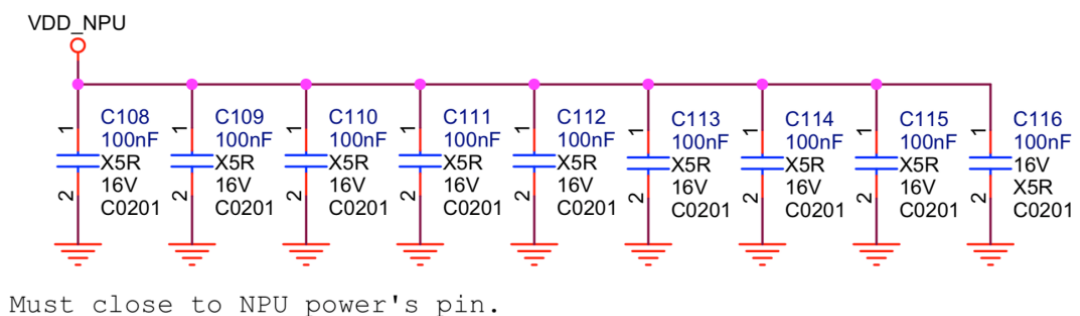 VDD_NPU
1
2
C108
100nF
X5R
16V
C0201
1
2
C109
100nF
X5R
16V
C0201
1
2
C110
100nF
X5R
16V
C0201
1
2
C111
100nF
X5R
16V
C0201
1
2
C112
100nF
X5R
16V
C0201
1
2
C113
100nF
X5R
16V
C0201
1
2
C114
100nF
X5R
16V
C0201
1
2
C115
100nF
X5R
16V
C0201
1
2
C116
100nF
16V
X5R
C0201
Must close to NPU power's pin.